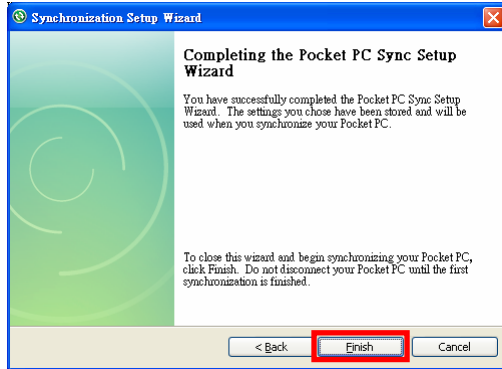 Synchronization Setup Wizard
Completing the Pocket PC Sync Setup
Wizard
You have successfully completed the Pocket PC Sync Setup
Wizard. The settings you chose have been stored and will be
used when you synchronize your Pocket PC.
To close this wizard and begin synchronizing your Pocket PC,
click Finish. Do not disconnect your Pocket PC until the first
synchronization is finished.
< Back Finish Cancel